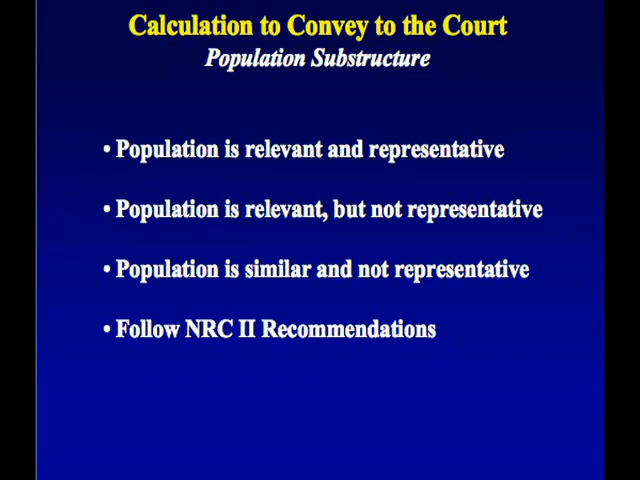 Calculation to Convey to the Court
Population Substructure
• Population is relevant and representative
• Population is relevant, but not representative
• Population is similar and not representative
• Follow NRC II Recommendations